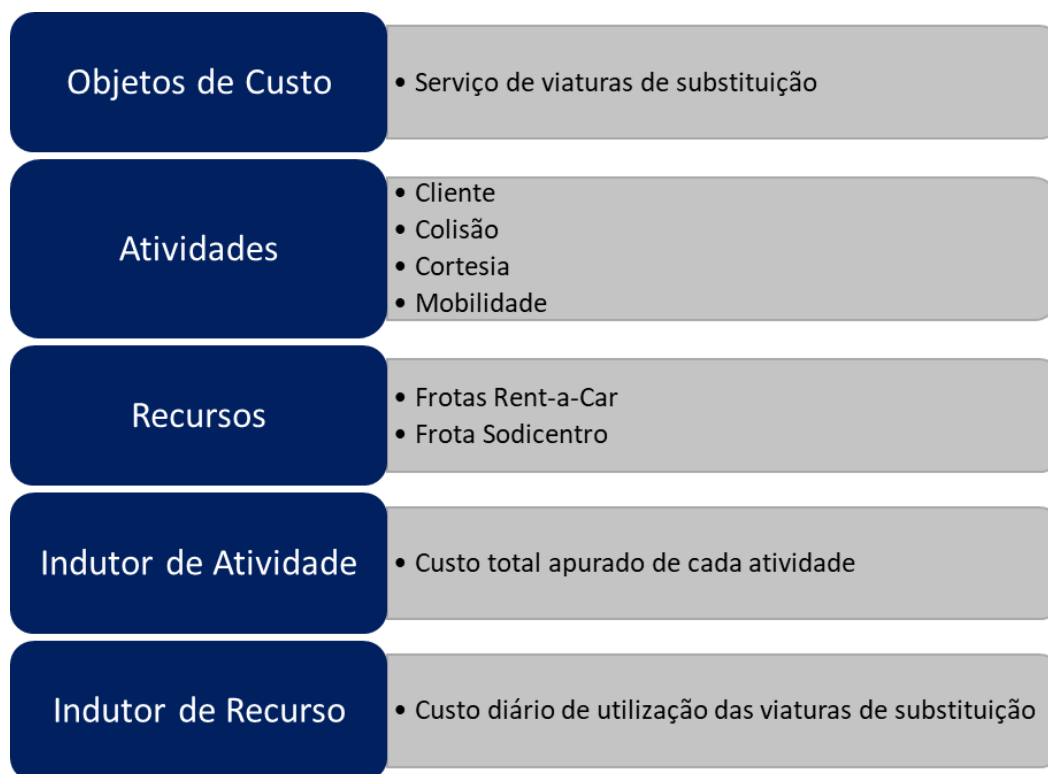 Objetos de Custo
• Serviço de viaturas de substituição
Atividades
• Cliente
• Colisão
• Cortesia
• Mobilidade
Recursos
• Frotas Rent-a-Car
• Frota Sodicentro
Indutor de Atividade
• Custo total apurado de cada atividade
Indutor de Recurso
• Custo diário de utilização das viaturas de substituição